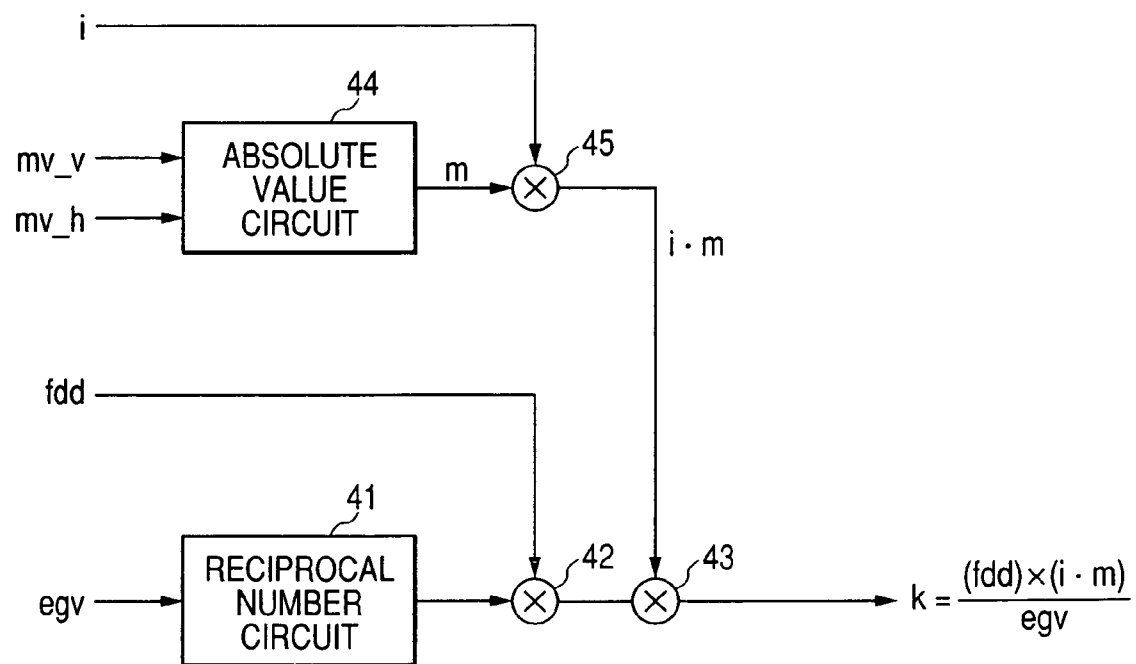 i
44
mv_v
mv_h
ABSOLUTE
VALUE
CIRCUIT
m
45
i · m
fdd
41
egv
RECIPROCAL
NUMBER
CIRCUIT
42
43
k = (fdd)×(i · m)
egv